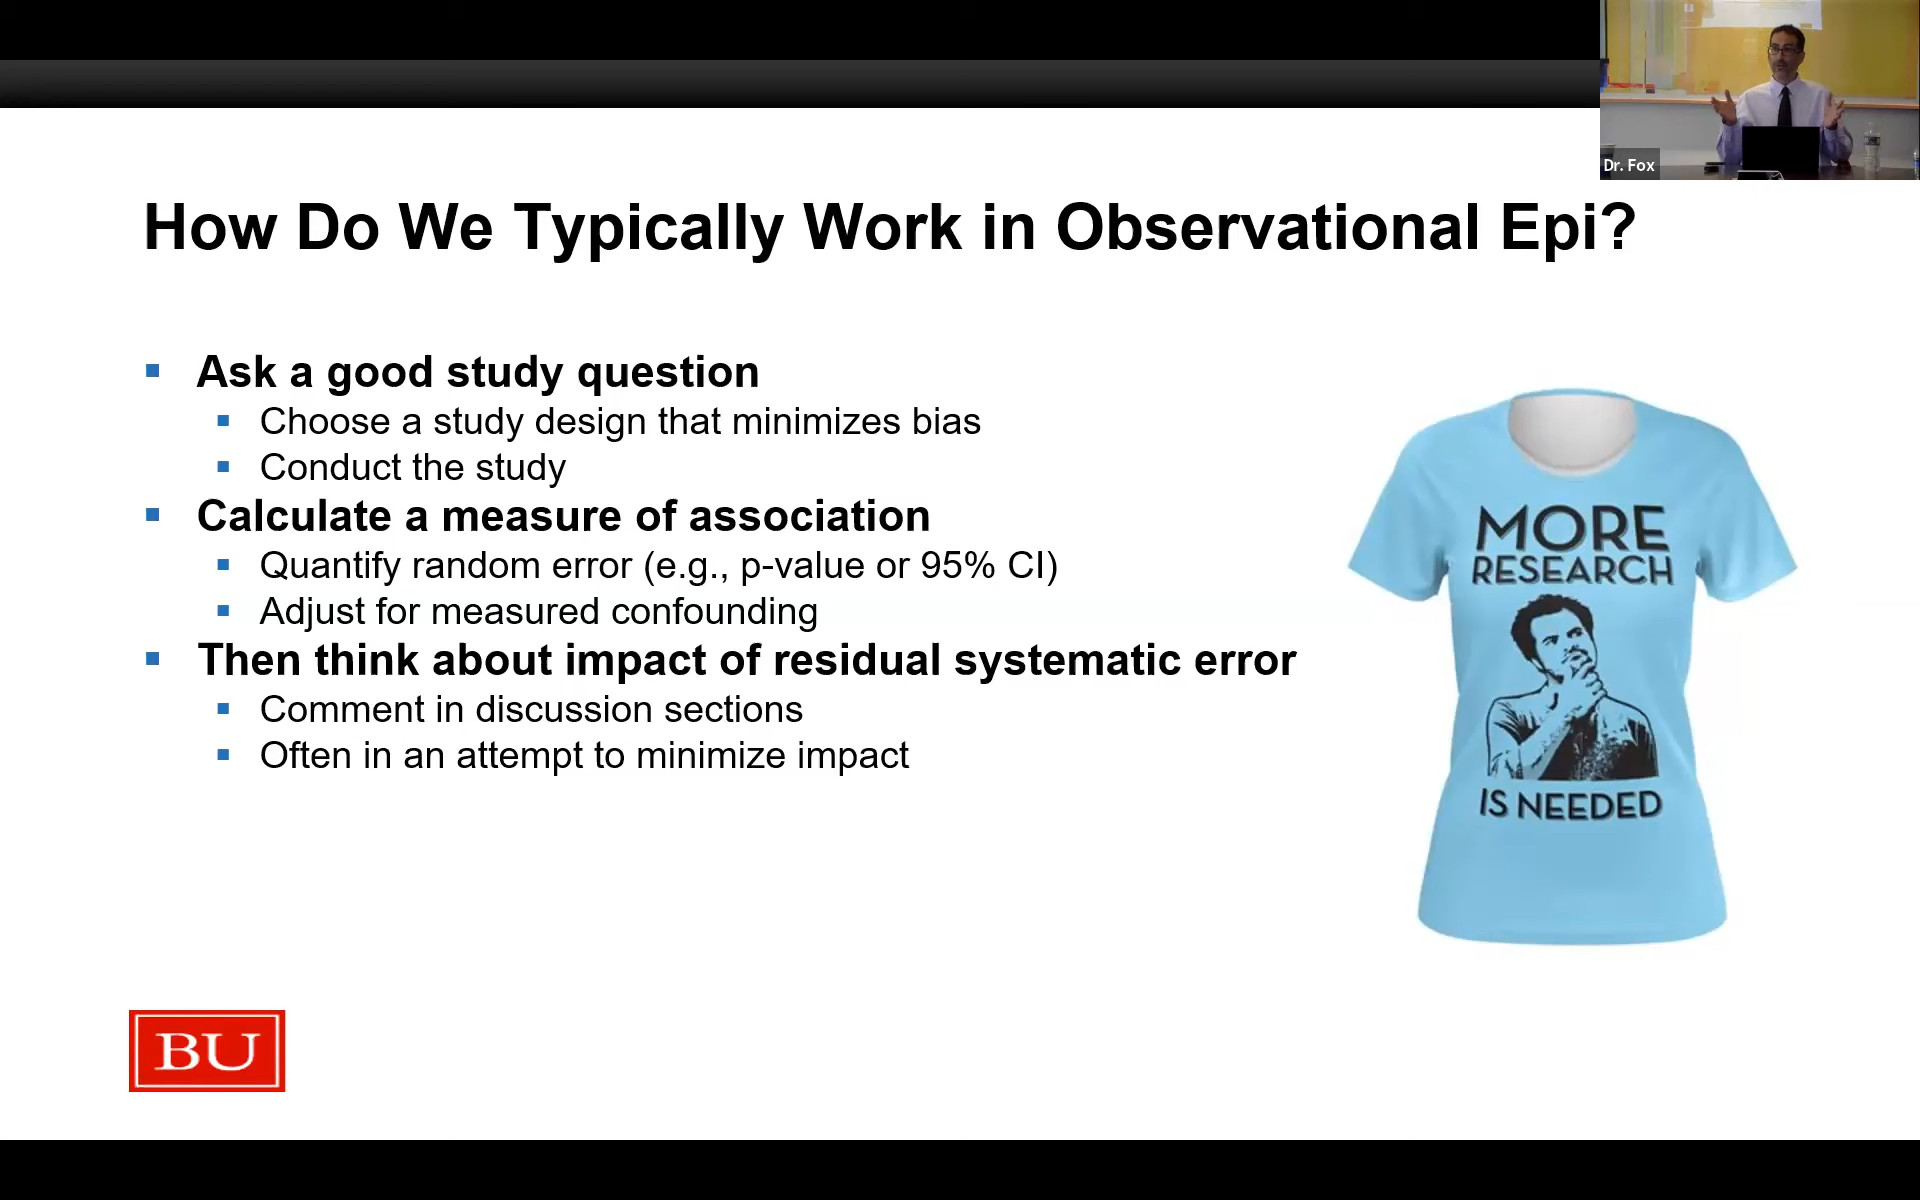 Dr. Fox
How Do We Typically Work in Observational Epi?
Ask a good study question
Choose a study design that minimizes bias
Conduct the study
Calculate a measure of association
Quantify random error (e.g., p-value or 95% CI)
Adjust for measured confounding
Then think about impact of residual systematic error
Comment in discussion sections
Often in an attempt to minimize impact
MORE
RESEARCH
IS NEEDED
BU